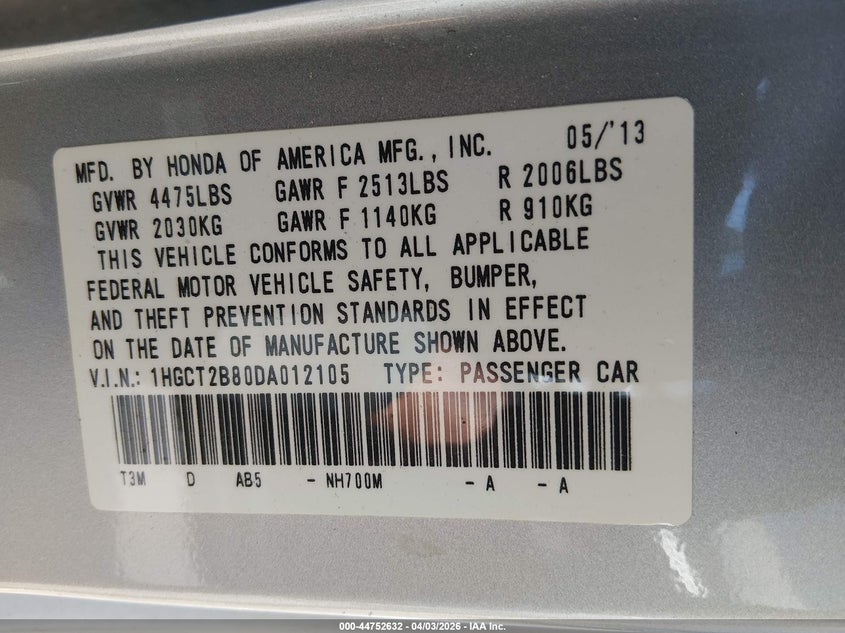 MFD. BY HONDA OF AMERICA MFG., INC. 05/'13
GVWR 4475LBS GAWR F 2513LBS R 2006LBS
GVWR 2030KG GAWR F 1140KG R 910KG
THIS VEHICLE CONFORMS TO ALL APPLICABLE
FEDERAL MOTOR VEHICLE SAFETY, BUMPER,
AND THEFT PREVENTION STANDARDS IN EFFECT
ON THE DATE OF MANUFACTURE SHOWN ABOVE.
V.I.N.: 1HGCT2B80DA012105 TYPE: PASSENGER CAR
T3M D AB5 - NH700M - A - A
000-44752632 - 04/03/2026 - IAA Inc.